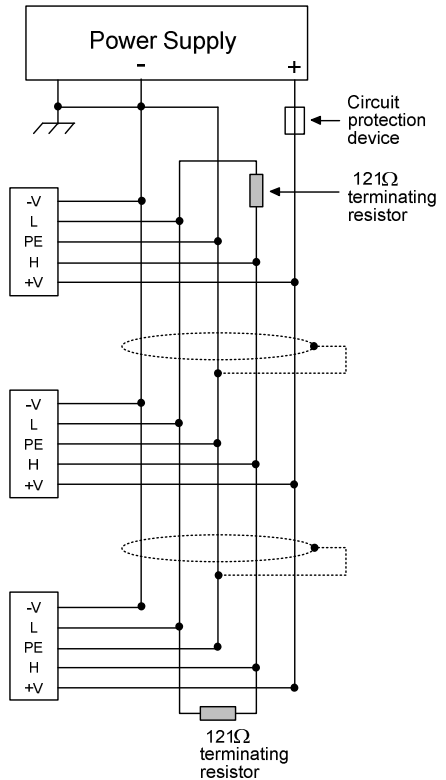 Power Supply
-
+
Circuit
protection
device
121Ω
terminating
resistor
-V
L
PE
H
+V
-V
L
PE
H
+V
-V
L
PE
H
+V
121Ω
terminating
resistor